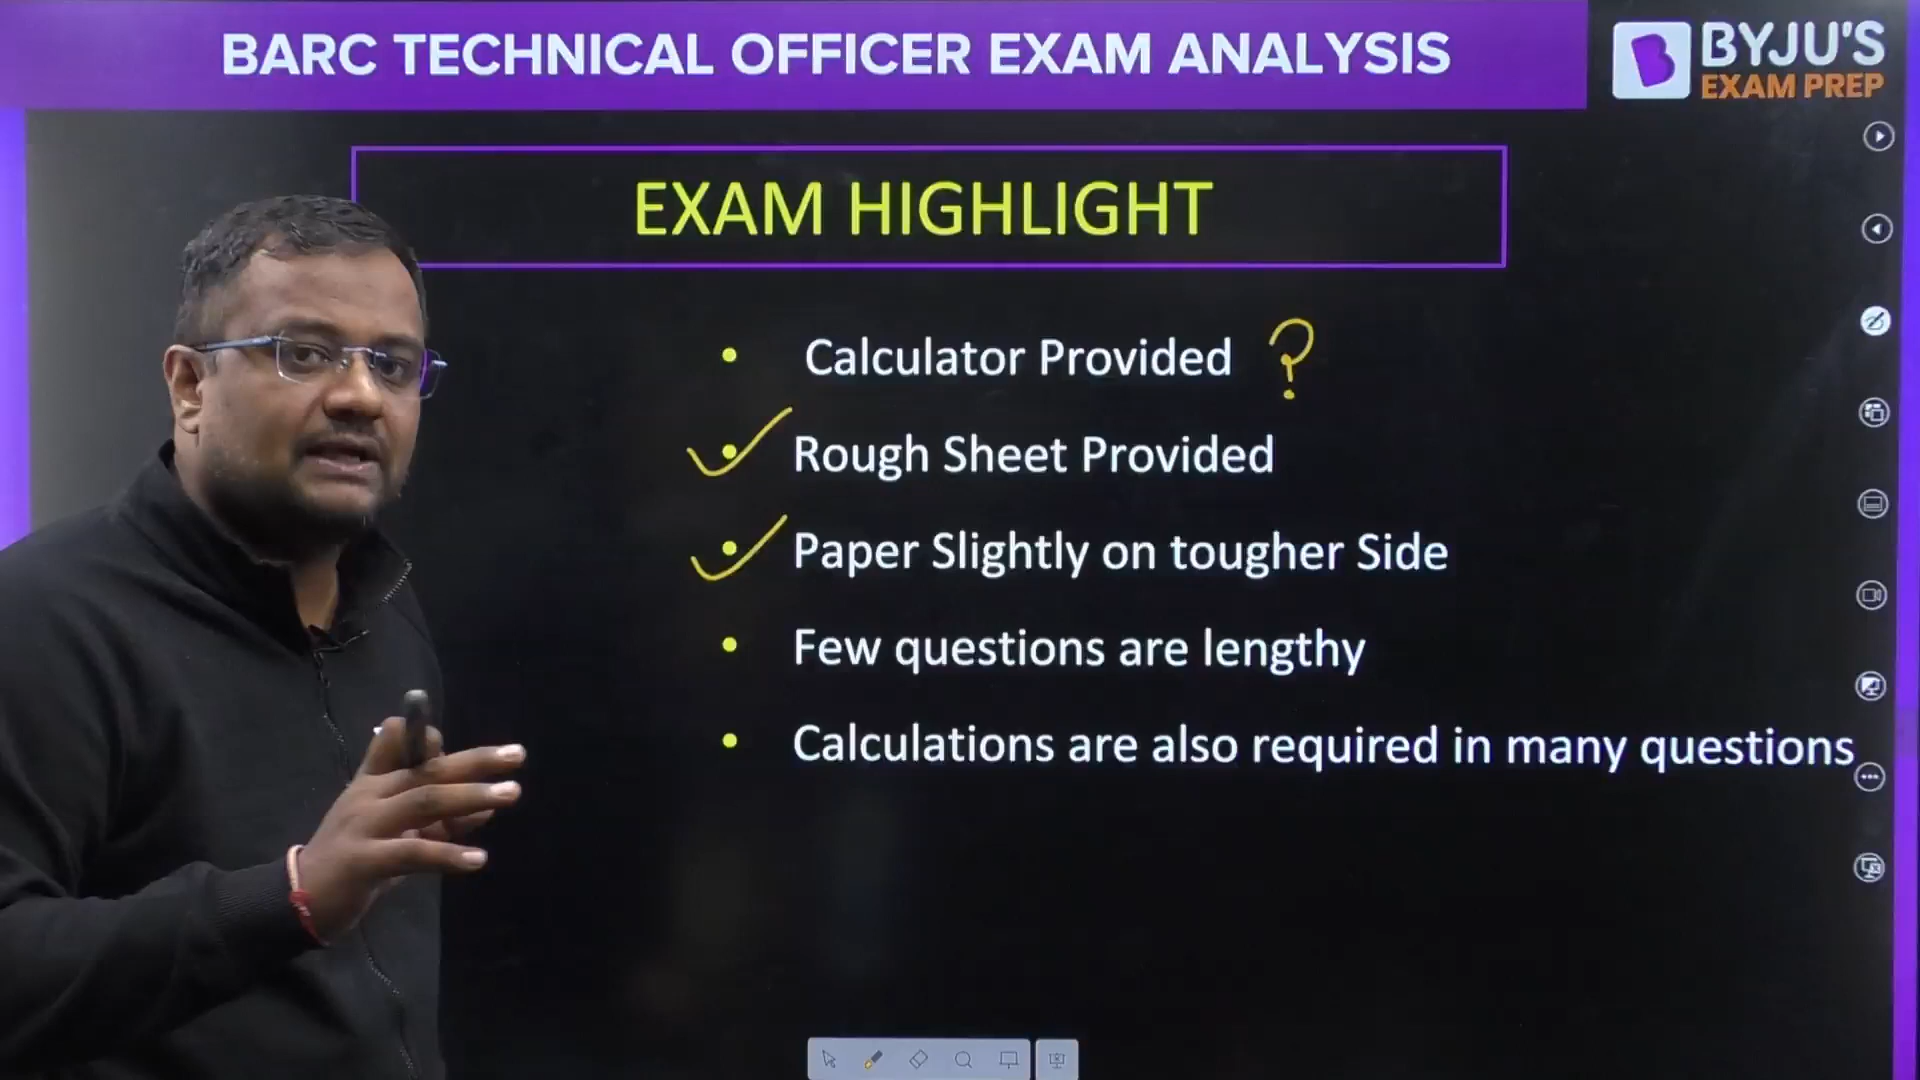 BARC TECHNICAL OFFICER EXAM ANALYSIS
BYJU'S
EXAM PREP
EXAM HIGHLIGHT
• Calculator Provided ?
• Rough Sheet Provided
• Paper Slightly on tougher Side
• Few questions are lengthy
• Calculations are also required in many questions